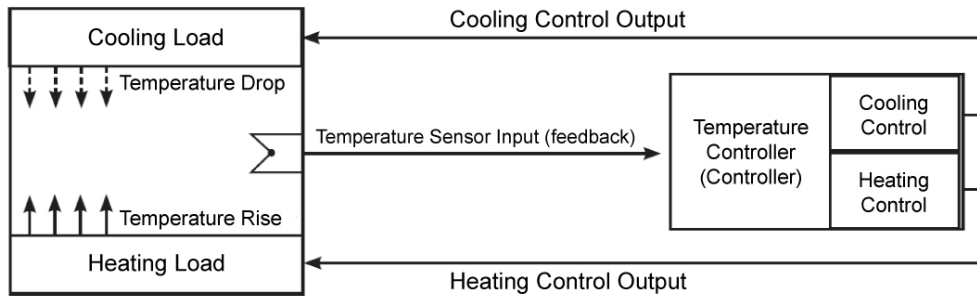 Cooling Control Output
Cooling Load
Temperature Drop
Temperature Sensor Input (feedback)
Temperature
Controller
(Controller)
Cooling
Control
Heating
Control
Temperature Rise
Heating Load
Heating Control Output